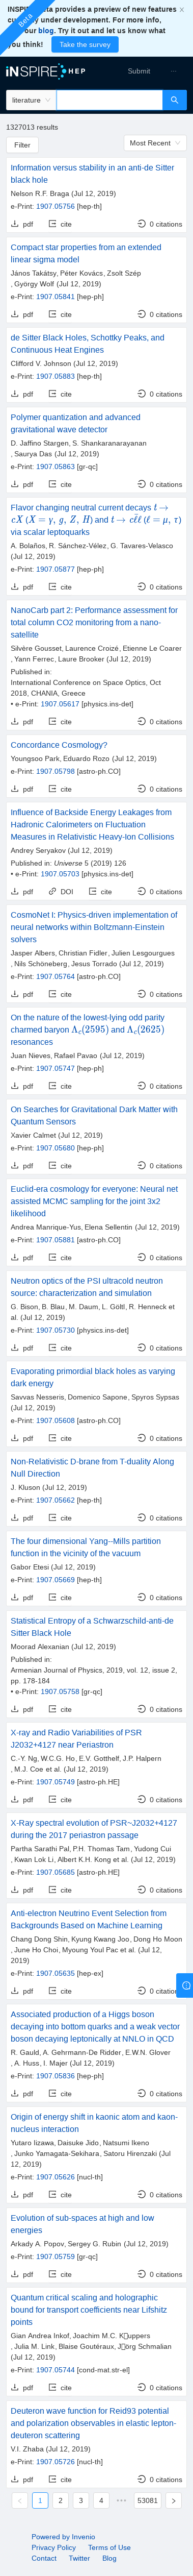 INSPIRE Beta provides a preview of our
currently under development. For more info,
visit our blog. Try it out and let us know what
you think! Take the survey
Beta
INSPIRE HEP
Submit ...
literature
1327013 results
Filter
Most Recent
Information versus stability in an anti-de Sitter
black hole
Nelson R.F. Braga (Jul 12, 2019)
e-Print: 1907.05756 [hep-th]
pdf cite 0 citations
Compact star properties from an extended
linear sigma model
János Takátsy, Péter Kovács, Zsolt Szép
, György Wolf (Jul 12, 2019)
e-Print: 1907.05841 [hep-ph]
pdf cite 0 citations
de Sitter Black Holes, Schottky Peaks, and
Continuous Heat Engines
Clifford V. Johnson (Jul 12, 2019)
e-Print: 1907.05883 [hep-th]
pdf cite 0 citations
Polymer quantization and advanced
gravitational wave detector
D. Jaffino Stargen, S. Shankaranarayanan
, Saurya Das (Jul 12, 2019)
e-Print: 1907.05863 [gr-qc]
pdf cite 0 citations
Flavor changing neutral current decays t →
cX (X = γ, g, Z, H) and t → cℓ̄ℓ (ℓ = μ, τ)
via scalar leptoquarks
A. Bolaños, R. Sánchez-Vélez, G. Tavares-Velasco
(Jul 12, 2019)
e-Print: 1907.05877 [hep-ph]
pdf cite 0 citations
NanoCarb part 2: Performance assessment for
total column CO2 monitoring from a nano-
satellite
Silvère Gousset, Laurence Croizé, Etienne Le Coarer
, Yann Ferrec, Laure Brooker (Jul 12, 2019)
Published in:
International Conference on Space Optics, Oct
2018, CHANIA, Greece
• e-Print: 1907.05617 [physics.ins-det]
pdf cite 0 citations
Concordance Cosmology?
Youngsoo Park, Eduardo Rozo (Jul 12, 2019)
e-Print: 1907.05798 [astro-ph.CO]
pdf cite 0 citations
Influence of Backside Energy Leakages from
Hadronic Calorimeters on Fluctuation
Measures in Relativistic Heavy-Ion Collisions
Andrey Seryakov (Jul 12, 2019)
Published in: Universe 5 (2019) 126
• e-Print: 1907.05703 [physics.ins-det]
pdf DOI cite 0 citations
CosmoNet I: Physics-driven implementation of
neural networks within Boltzmann-Einstein
solvers
Jasper Albers, Christian Fidler, Julien Lesgourgues
, Nils Schöneberg, Jesus Torrado (Jul 12, 2019)
e-Print: 1907.05764 [astro-ph.CO]
pdf cite 0 citations
On the nature of the lowest-lying odd parity
charmed baryon Λc(2595) and Λc(2625)
resonances
Juan Nieves, Rafael Pavao (Jul 12, 2019)
e-Print: 1907.05747 [hep-ph]
pdf cite 0 citations
On Searches for Gravitational Dark Matter with
Quantum Sensors
Xavier Calmet (Jul 12, 2019)
e-Print: 1907.05680 [hep-ph]
pdf cite 0 citations
Euclid-era cosmology for everyone: Neural net
assisted MCMC sampling for the joint 3x2
likelihood
Andrea Manrique-Yus, Elena Sellentin (Jul 12, 2019)
e-Print: 1907.05881 [astro-ph.CO]
pdf cite 0 citations
Neutron optics of the PSI ultracold neutron
source: characterization and simulation
G. Bison, B. Blau, M. Daum, L. Göltl, R. Henneck et
al. (Jul 12, 2019)
e-Print: 1907.05730 [physics.ins-det]
pdf cite 0 citations
Evaporating primordial black holes as varying
dark energy
Savvas Nesseris, Domenico Sapone, Spyros Sypsas
(Jul 12, 2019)
e-Print: 1907.05608 [astro-ph.CO]
pdf cite 0 citations
Non-Relativistic D-brane from T-duality Along
Null Direction
J. Kluson (Jul 12, 2019)
e-Print: 1907.05662 [hep-th]
pdf cite 0 citations
The four dimensional Yang--Mills partition
function in the vicinity of the vacuum
Gabor Etesi (Jul 12, 2019)
e-Print: 1907.05669 [hep-th]
pdf cite 0 citations
Statistical Entropy of a Schwarzschild-anti-de
Sitter Black Hole
Moorad Alexanian (Jul 12, 2019)
Published in:
Armenian Journal of Physics, 2019, vol. 12, issue 2,
pp. 178-184
• e-Print: 1907.05758 [gr-qc]
pdf cite 0 citations
X-ray and Radio Variabilities of PSR
J2032+4127 near Periastron
C.-Y. Ng, W.C.G. Ho, E.V. Gotthelf, J.P. Halpern
, M.J. Coe et al. (Jul 12, 2019)
e-Print: 1907.05749 [astro-ph.HE]
pdf cite 0 citations
X-Ray spectral evolution of PSR~J2032+4127
during the 2017 periastron passage
Partha Sarathi Pal, P.H. Thomas Tam, Yudong Cui
, Kwan Lok Li, Albert K.H. Kong et al. (Jul 12, 2019)
e-Print: 1907.05685 [astro-ph.HE]
pdf cite 0 citations
Anti-electron Neutrino Event Selection from
Backgrounds Based on Machine Learning
Chang Dong Shin, Kyung Kwang Joo, Dong Ho Moon
, June Ho Choi, Myoung Youl Pac et al. (Jul 12,
2019)
e-Print: 1907.05635 [hep-ex]
pdf cite 0 citations
Associated production of a Higgs boson
decaying into bottom quarks and a weak vector
boson decaying leptonically at NNLO in QCD
R. Gauld, A. Gehrmann-De Ridder, E.W.N. Glover
, A. Huss, I. Majer (Jul 12, 2019)
e-Print: 1907.05836 [hep-ph]
pdf cite 0 citations
Origin of energy shift in kaonic atom and kaon-
nucleus interaction
Yutaro Iizawa, Daisuke Jido, Natsumi Ikeno
, Junko Yamagata-Sekihara, Satoru Hirenzaki (Jul
12, 2019)
e-Print: 1907.05626 [nucl-th]
pdf cite 0 citations
Evolution of sub-spaces at high and low
energies
Arkady A. Popov, Sergey G. Rubin (Jul 12, 2019)
e-Print: 1907.05759 [gr-qc]
pdf cite 0 citations
Quantum critical scaling and holographic
bound for transport coefficients near Lifshitz
points
Gian Andrea Inkof, Joachim M.C. K▯uppers
, Julia M. Link, Blaise Goutéraux, J▯org Schmalian
(Jul 12, 2019)
e-Print: 1907.05744 [cond-mat.str-el]
pdf cite 0 citations
Deuteron wave function for Reid93 potential
and polarization observables in elastic lepton-
deuteron scattering
V.I. Zhaba (Jul 12, 2019)
e-Print: 1907.05726 [nucl-th]
pdf cite 0 citations
1 2 3 4 ••• 53081
Powered by Invenio
Privacy Policy Terms of Use
Contact Twitter Blog